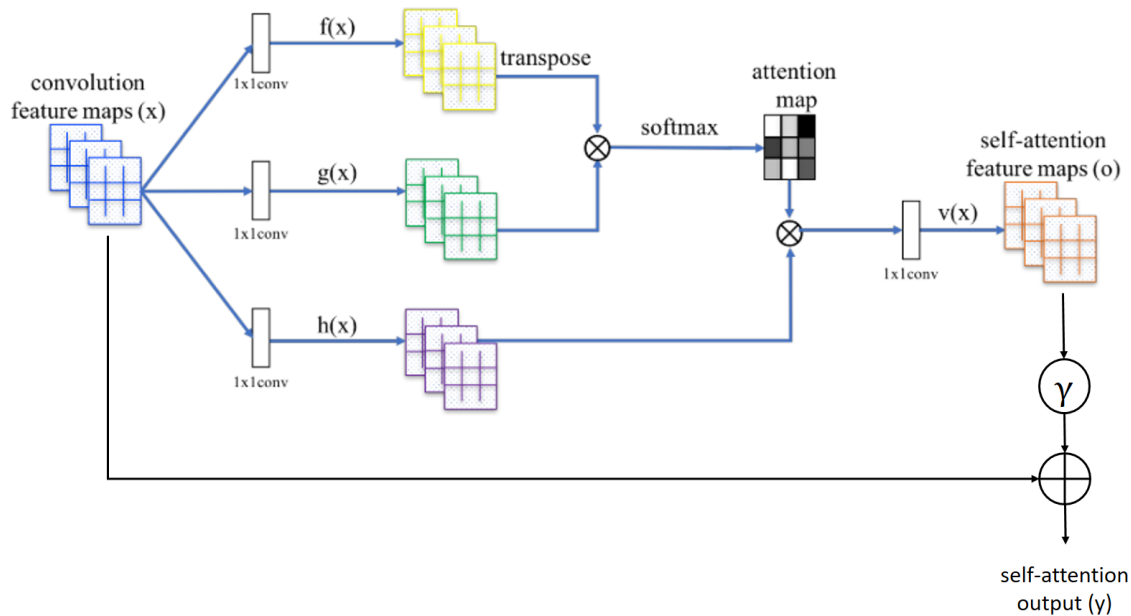 convolution
feature maps (x)
f(x)
1x1conv
transpose
g(x)
1x1conv
h(x)
1x1conv
softmax
attention
map
v(x)
1x1conv
self-attention
feature maps (o)
γ
self-attention
output (y)